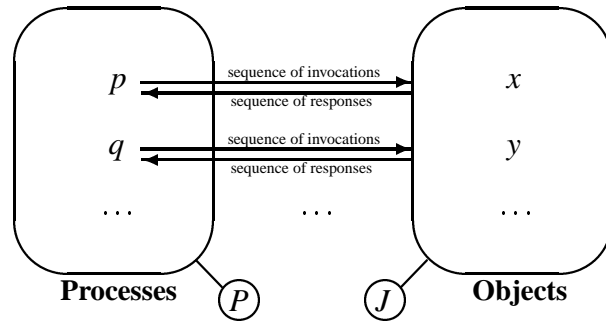 sequence of invocations
p
x
sequence of responses
sequence of invocations
q
y
sequence of responses
... ... ...
Processes P J Objects